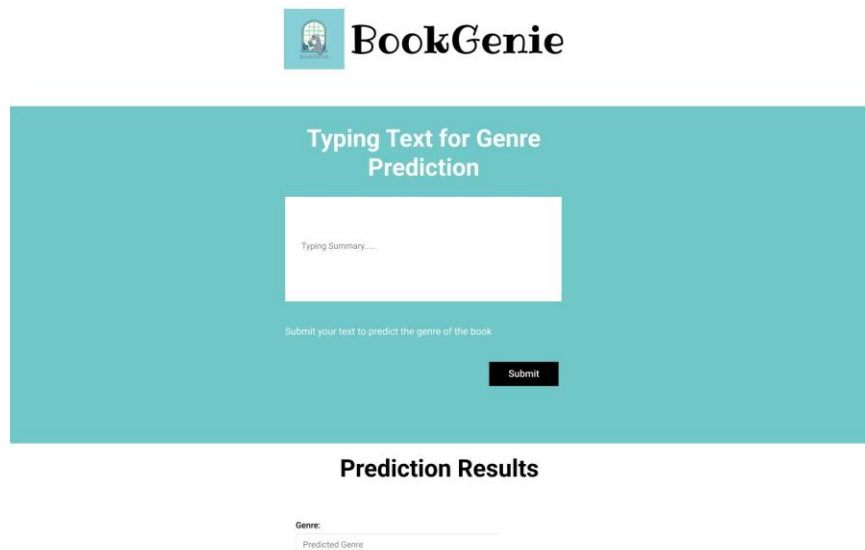 BookGenie
Typing Text for Genre
Prediction
Typing Summary.....
Submit your text to predict the genre of the book
Submit
Prediction Results
Genre:
Predicted Genre